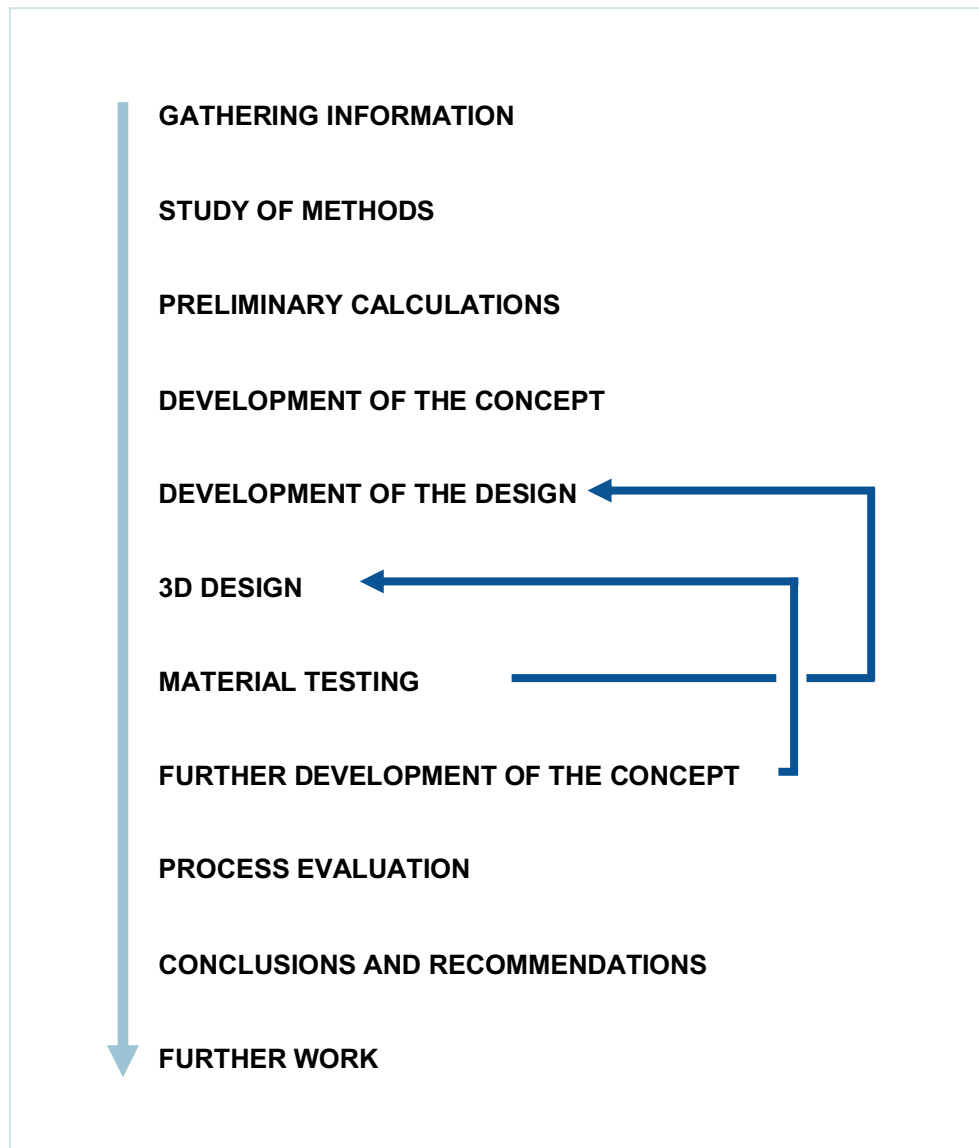 GATHERING INFORMATION
STUDY OF METHODS
PRELIMINARY CALCULATIONS
DEVELOPMENT OF THE CONCEPT
DEVELOPMENT OF THE DESIGN
3D DESIGN
MATERIAL TESTING
FURTHER DEVELOPMENT OF THE CONCEPT
PROCESS EVALUATION
CONCLUSIONS AND RECOMMENDATIONS
FURTHER WORK